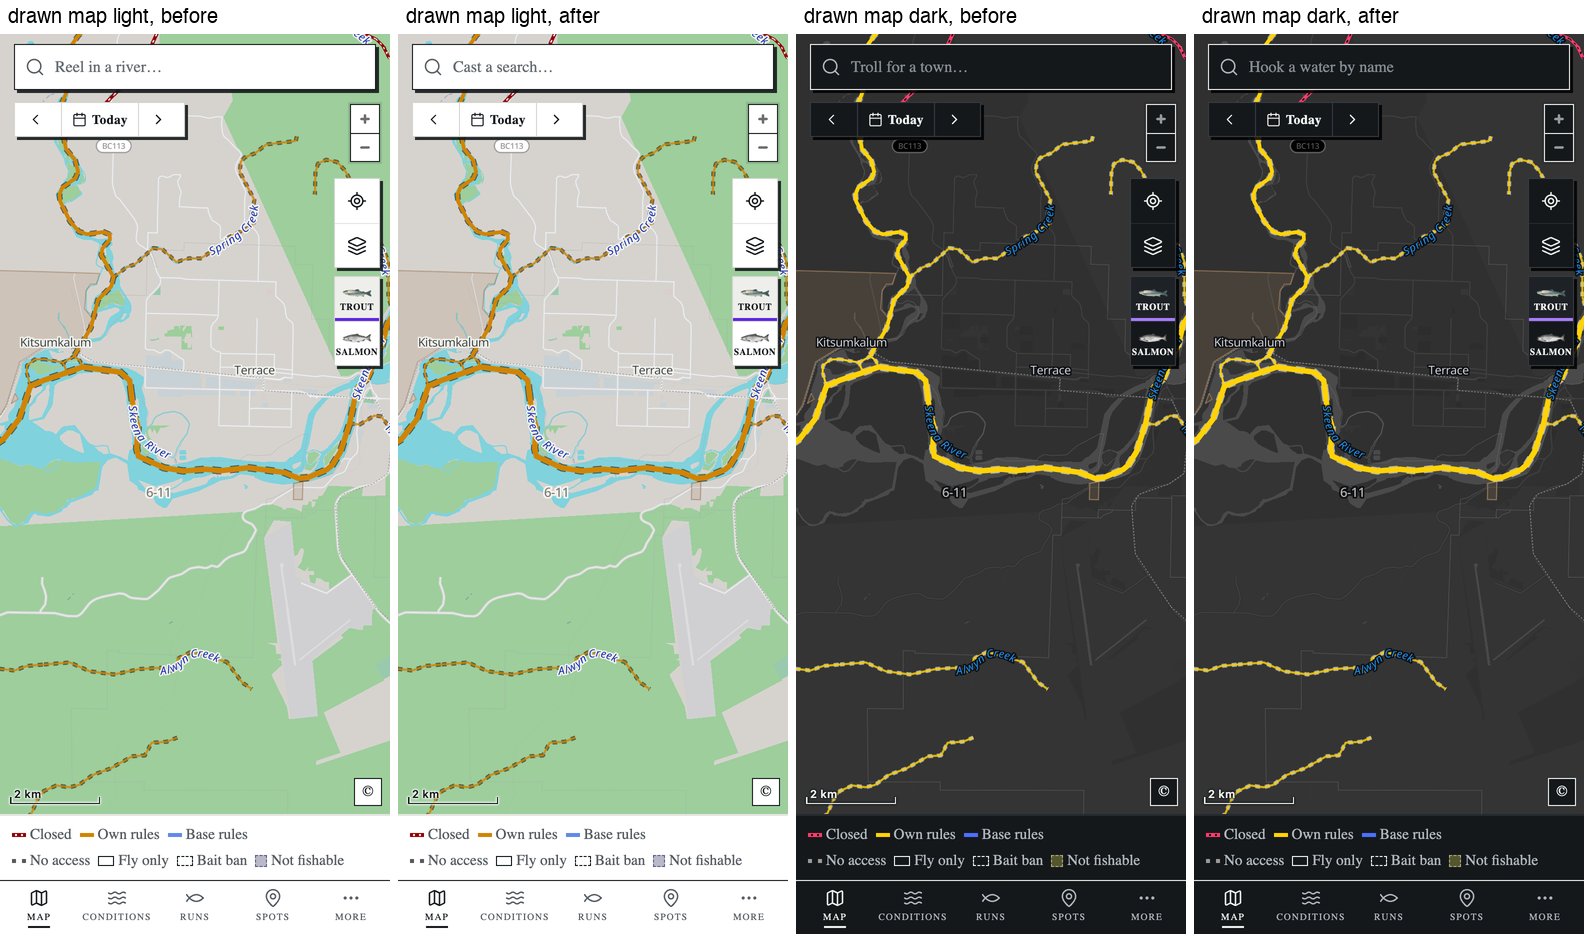 drawn map light, before
Reel in a river…
Today
BC113
+
−
Spring Creek
TROUT
SALMON
Kitsumkalum
Terrace
Skeena River
6-11
Alwyn Creek
2 km
©
Closed Own rules Base rules
No access Fly only Bait ban Not fishable
MAP CONDITIONS RUNS SPOTS MORE
drawn map light, after
Cast a search…
Today
BC113
+
−
Spring Creek
TROUT
SALMON
Kitsumkalum
Terrace
Skeena River
6-11
Alwyn Creek
2 km
©
Closed Own rules Base rules
No access Fly only Bait ban Not fishable
MAP CONDITIONS RUNS SPOTS MORE
drawn map dark, before
Troll for a town…
Today
BC113
+
−
Spring Creek
TROUT
SALMON
Kitsumkalum
Terrace
Skeena River
6-11
Alwyn Creek
2 km
©
Closed Own rules Base rules
No access Fly only Bait ban Not fishable
MAP CONDITIONS RUNS SPOTS MORE
drawn map dark, after
Hook a water by name
Today
BC113
+
−
Spring Creek
TROUT
SALMON
Kitsumkalum
Terrace
Skeena River
6-11
Alwyn Creek
2 km
©
Closed Own rules Base rules
No access Fly only Bait ban Not fishable
MAP CONDITIONS RUNS SPOTS MORE